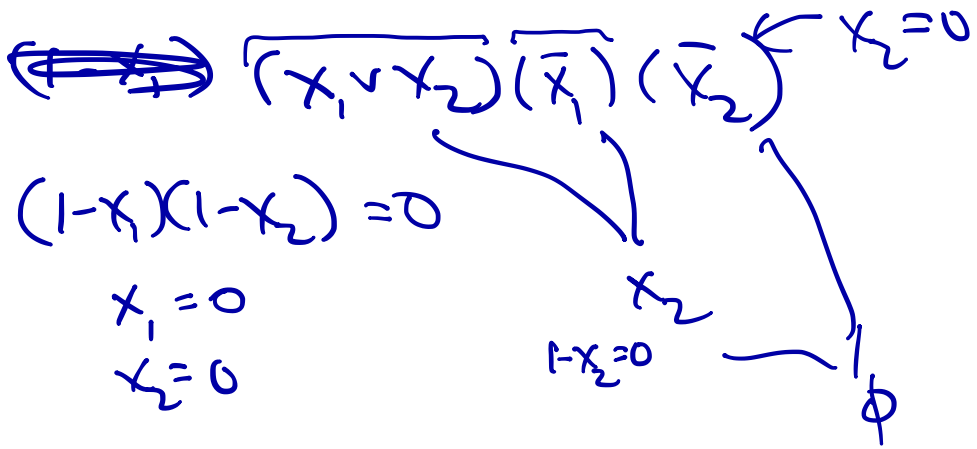 (x₁ ∨ x₂) (x̄₁) (x̄₂) ← x₂ = 0
(1-x₁)(1-x₂) = 0
x₁ = 0
x₂ = 0
x₂
1-x₂=0
ϕ